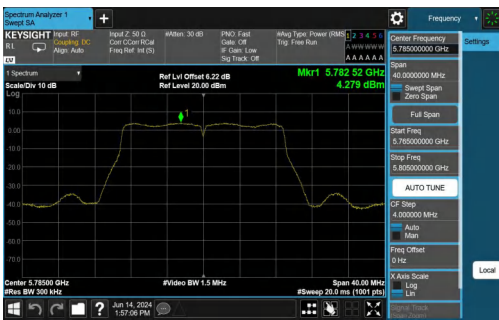 Spectrum Analyzer 1
Swept SA
Frequency
KEYSIGHT
Input: RF
Coupling: DC
Align: Auto
Input Z: 50 Ω
Corr CCorr RCal
Freq Ref: Int (S)
#Atten: 30 dB
PNO: Fast
Gate: Off
IF Gain: Low
Sig Track: Off
#Avg Type: Power (RMS)
Trig: Free Run
1 2 3 4 5 6
A W W W W W
A A A A A A
RL
LXI
1 Spectrum
Scale/Div 10 dB
Log
Ref Lvl Offset 6.22 dB
Ref Level 20.00 dBm
Mkr1 5.782 52 GHz
4.279 dBm
1
10.0
0.00
-10.0
-20.0
-30.0
-40.0
-50.0
-60.0
-70.0
Center 5.78500 GHz
#Res BW 300 kHz
#Video BW 1.5 MHz
Span 40.00 MHz
#Sweep 20.0 ms (1001 pts)
Jun 14, 2024
1:57:06 PM
Center Frequency
5.785000000 GHz
Span
40.0000000 MHz
Swept Span
Zero Span
Full Span
Start Freq
5.765000000 GHz
Stop Freq
5.805000000 GHz
AUTO TUNE
CF Step
4.000000 MHz
Auto
Man
Freq Offset
0 Hz
X Axis Scale
Log
Lin
Signal Track
Settings
Local